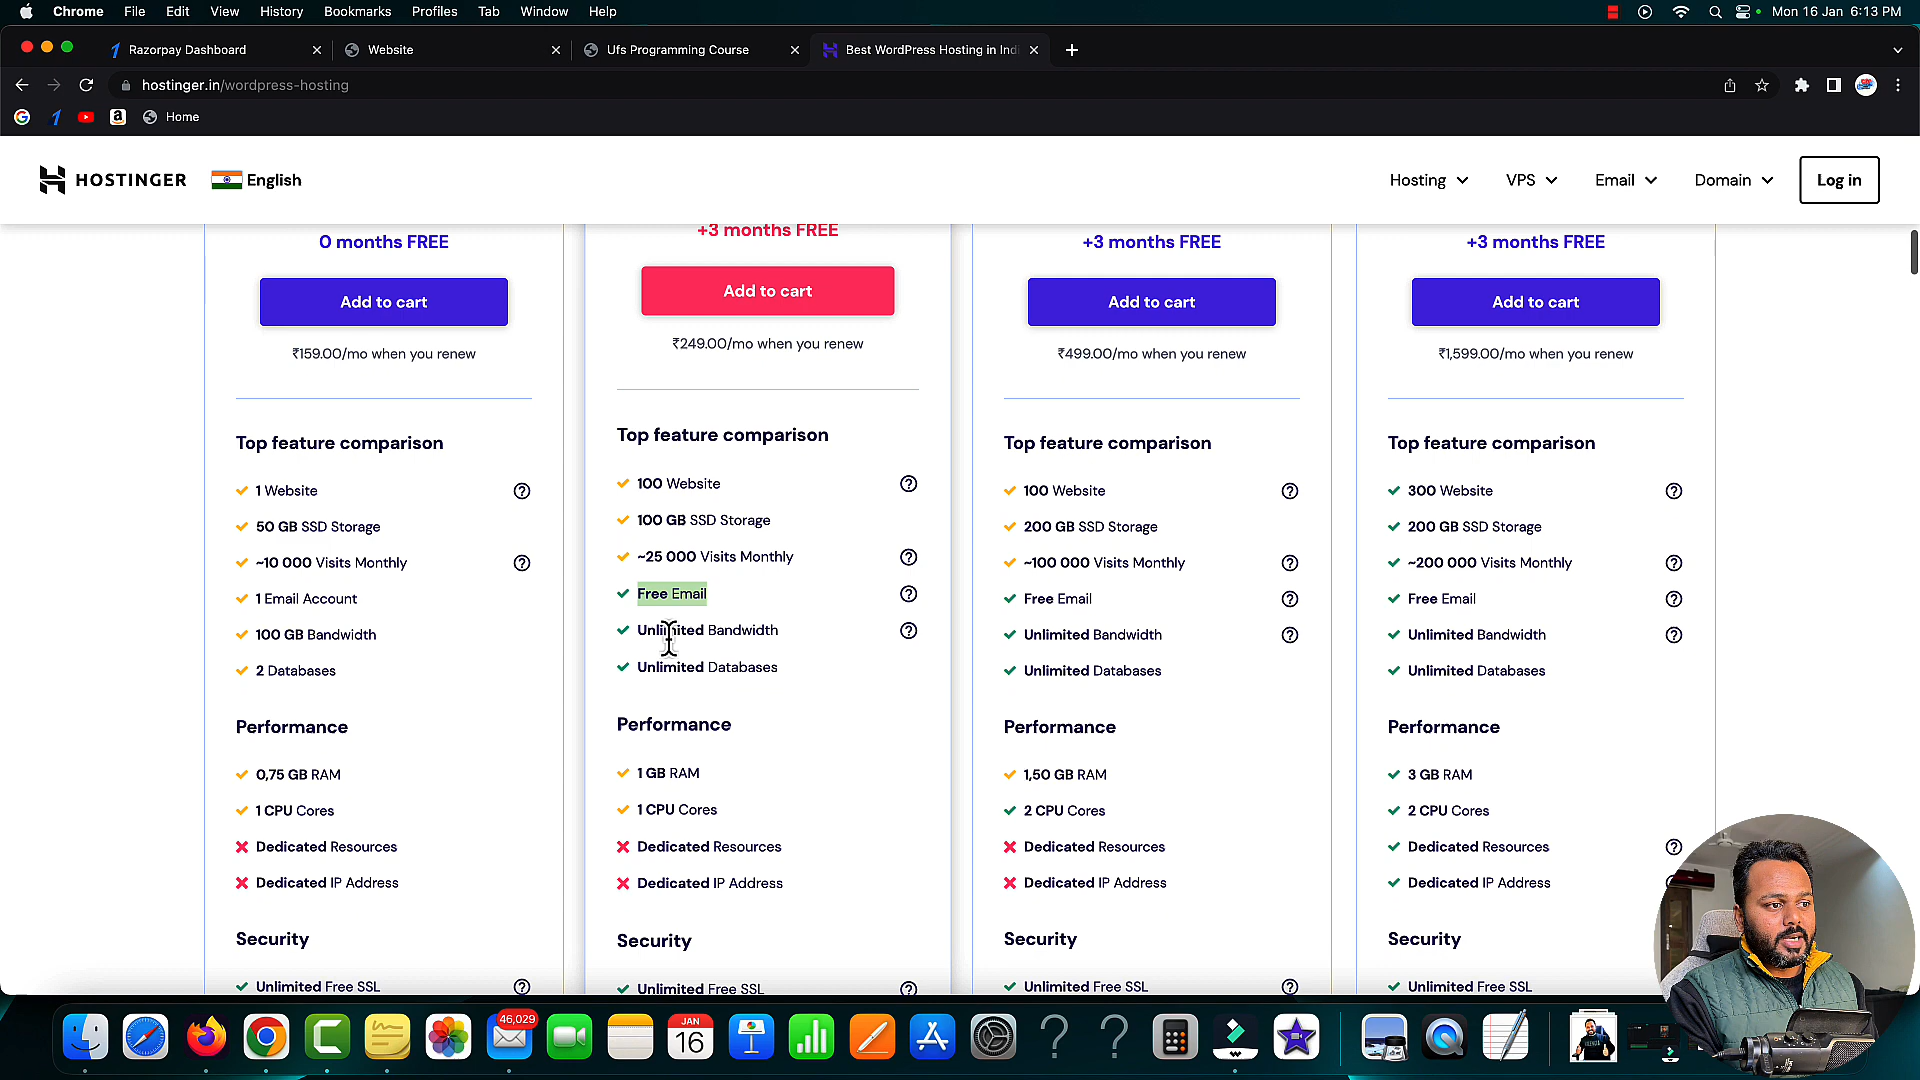 Chrome File Edit View History Bookmarks Profiles Tab Window Help
Mon 16 Jan 6:13 PM
Razorpay Dashboard
Website
Ufs Programming Course
Best WordPress Hosting in Indi
hostinger.in/wordpress-hosting
Home
HOSTINGER
English
Hosting
VPS
Email
Domain
Log in
0 months FREE
Add to cart
₹159.00/mo when you renew
Top feature comparison
1 Website
50 GB SSD Storage
~10 000 Visits Monthly
1 Email Account
100 GB Bandwidth
2 Databases
Performance
0,75 GB RAM
1 CPU Cores
Dedicated Resources
Dedicated IP Address
Security
Unlimited Free SSL
+3 months FREE
Add to cart
₹249.00/mo when you renew
Top feature comparison
100 Website
100 GB SSD Storage
~25 000 Visits Monthly
Free Email
Unlimited Bandwidth
Unlimited Databases
Performance
1 GB RAM
1 CPU Cores
Dedicated Resources
Dedicated IP Address
Security
Unlimited Free SSL
+3 months FREE
Add to cart
₹499.00/mo when you renew
Top feature comparison
100 Website
200 GB SSD Storage
~100 000 Visits Monthly
Free Email
Unlimited Bandwidth
Unlimited Databases
Performance
1,50 GB RAM
2 CPU Cores
Dedicated Resources
Dedicated IP Address
Security
Unlimited Free SSL
+3 months FREE
Add to cart
₹1,599.00/mo when you renew
Top feature comparison
300 Website
200 GB SSD Storage
~200 000 Visits Monthly
Free Email
Unlimited Bandwidth
Unlimited Databases
Performance
3 GB RAM
2 CPU Cores
Dedicated Resources
Dedicated IP Address
Security
Unlimited Free SSL
46,029
JAN
16